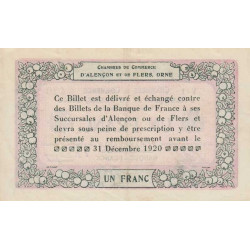 CHAMBRES DE COMMERCE
D'ALENÇON ET DE FLERS, ORNE
Ce Billet est délivré et échangé contre
des Billets de la Banque de France à ses
Succursales d'Alençon ou de Flers et
devra sous peine de prescription y être
présenté au remboursement avant le
31 Décembre 1920
UN FRANC